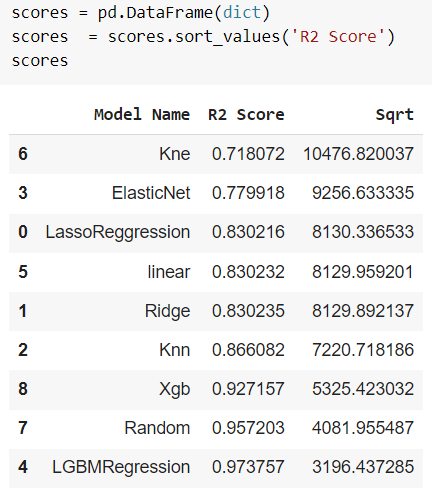 scores = pd.DataFrame(dict)
scores  = scores.sort_values('R2 Score')
scores
Model Name R2 Score Sqrt
6 Kne 0.718072 10476.820037
3 ElasticNet 0.779918 9256.633335
0 LassoReggression 0.830216 8130.336533
5 linear 0.830232 8129.959201
1 Ridge 0.830235 8129.892137
2 Knn 0.866082 7220.718186
8 Xgb 0.927157 5325.423032
7 Random 0.957203 4081.955487
4 LGBMRegression 0.973757 3196.437285